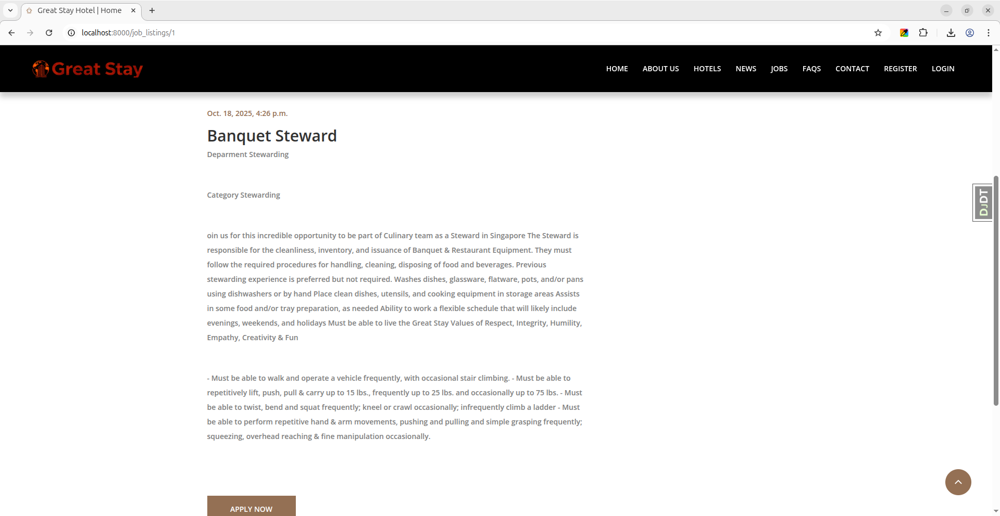 Great Stay Hotel | Home
localhost:8000/job_listings/1
Great Stay
HOME ABOUT US HOTELS NEWS JOBS FAQS CONTACT REGISTER LOGIN
Oct. 18, 2025, 4:26 p.m.
Banquet Steward
Deparment Stewarding
Category Stewarding
DJDT
oin us for this incredible opportunity to be part of Culinary team as a Steward in Singapore The Steward is
responsible for the cleanliness, inventory, and issuance of Banquet & Restaurant Equipment. They must
follow the required procedures for handling, cleaning, disposing of food and beverages. Previous
stewarding experience is preferred but not required. Washes dishes, glassware, flatware, pots, and/or pans
using dishwashers or by hand Place clean dishes, utensils, and cooking equipment in storage areas Assists
in some food and/or tray preparation, as needed Ability to work a flexible schedule that will likely include
evenings, weekends, and holidays Must be able to live the Great Stay Values of Respect, Integrity, Humility,
Empathy, Creativity & Fun
- Must be able to walk and operate a vehicle frequently, with occasional stair climbing. - Must be able to
repetitively lift, push, pull & carry up to 15 lbs., frequently up to 25 lbs. and occasionally up to 75 lbs. - Must
be able to twist, bend and squat frequently; kneel or crawl occasionally; infrequently climb a ladder - Must
be able to perform repetitive hand & arm movements, pushing and pulling and simple grasping frequently;
squeezing, overhead reaching & fine manipulation occasionally.
APPLY NOW